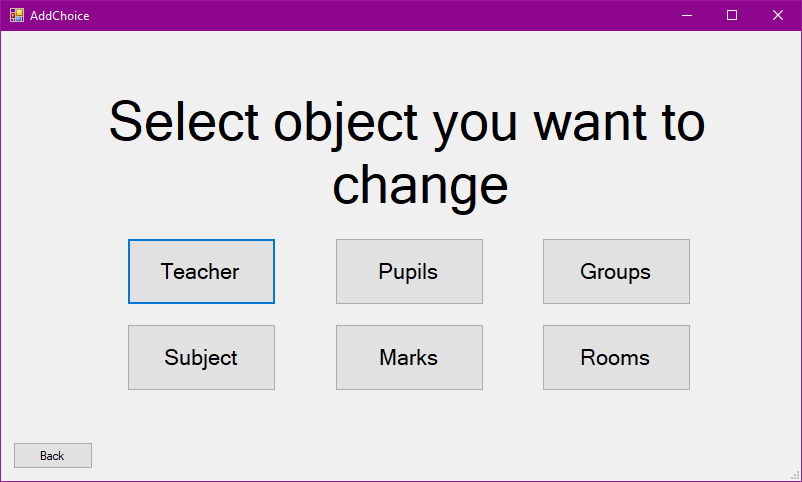 AddChoice
Select object you want to
change
Teacher
Pupils
Groups
Subject
Marks
Rooms
Back